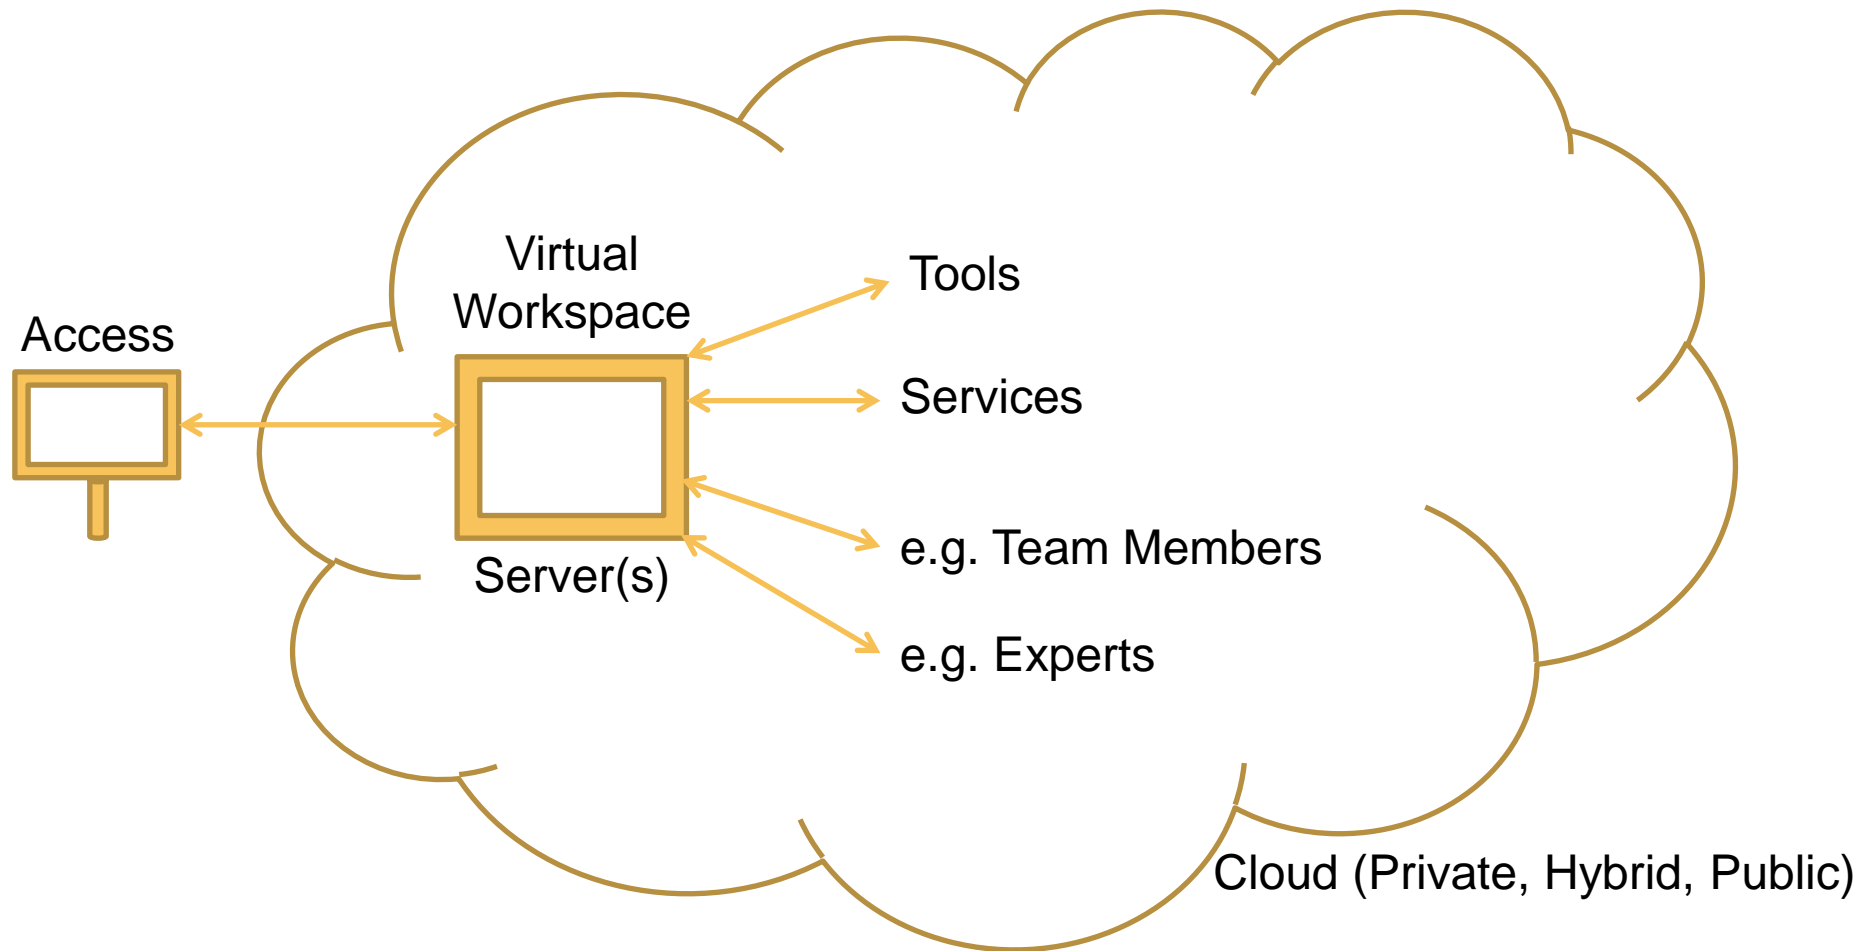 Access
Virtual
Workspace
Server(s)
Tools
Services
e.g. Team Members
e.g. Experts
Cloud (Private, Hybrid, Public)